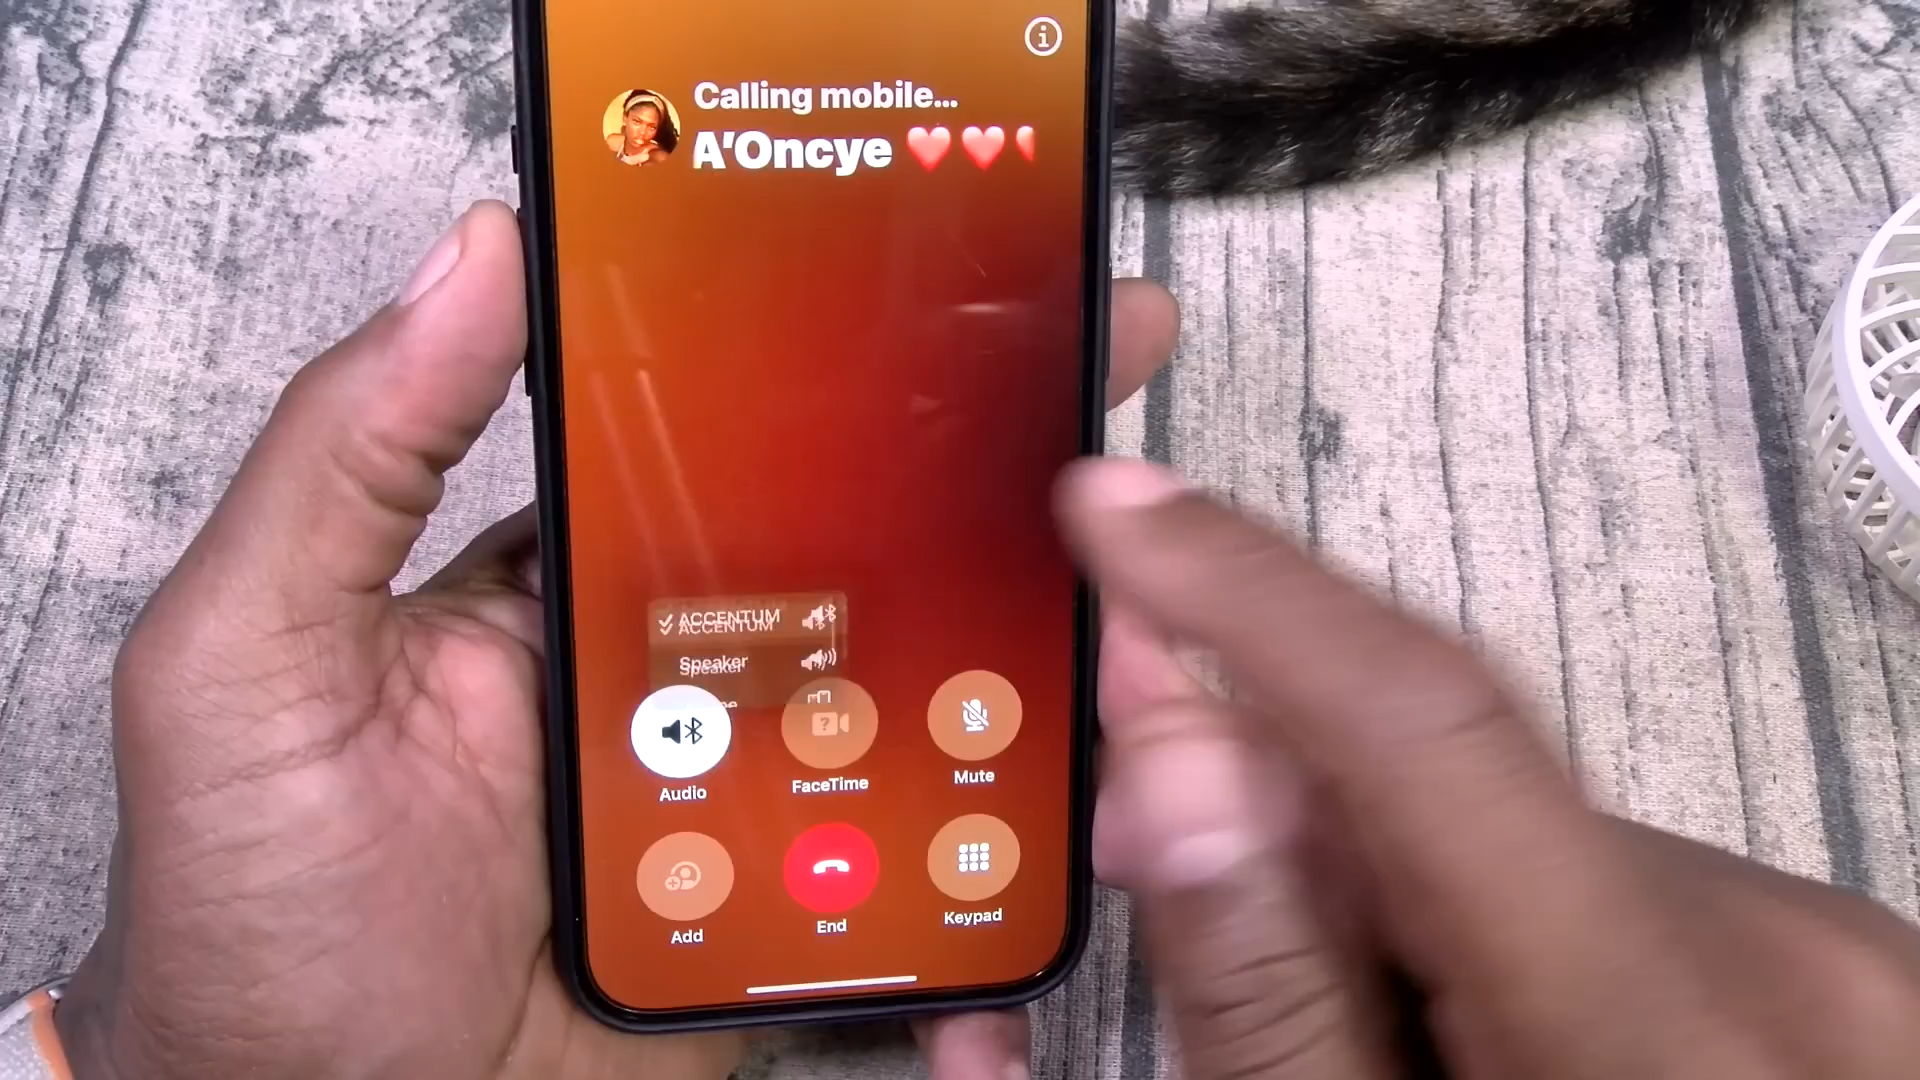 Calling mobile...
A'Oncye ❤️❤️
ACCENTUM
Speaker
Audio
FaceTime
Mute
Add
End
Keypad